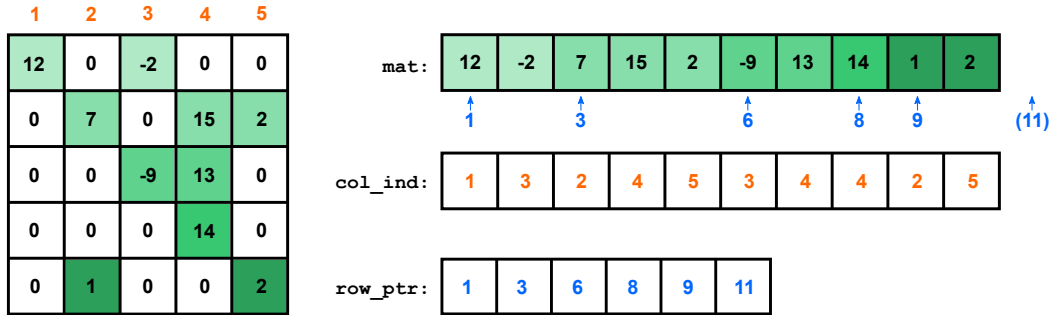 1 2 3 4 5
12 0 -2 0 0
0 7 0 15 2
0 0 -9 13 0
0 0 0 14 0
0 1 0 0 2
mat: 12 -2 7 15 2 -9 13 14 1 2
1 3 6 8 9 (11)
col_ind: 1 3 2 4 5 3 4 4 2 5
row_ptr: 1 3 6 8 9 11